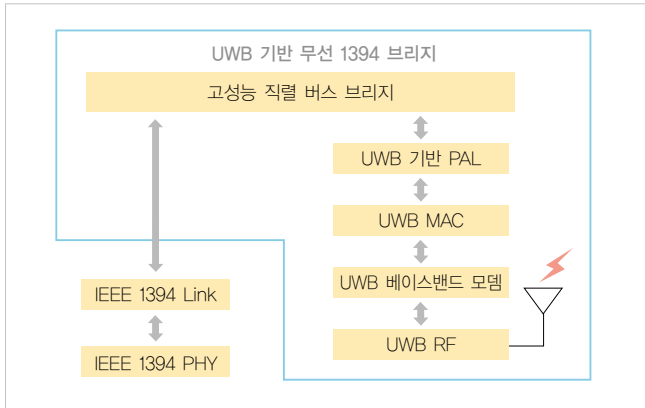 UWB 기반 무선 1394 브리지
고성능 직렬 버스 브리지
UWB 기반 PAL
UWB MAC
UWB 베이스밴드 모뎀
UWB RF
IEEE 1394 Link
IEEE 1394 PHY